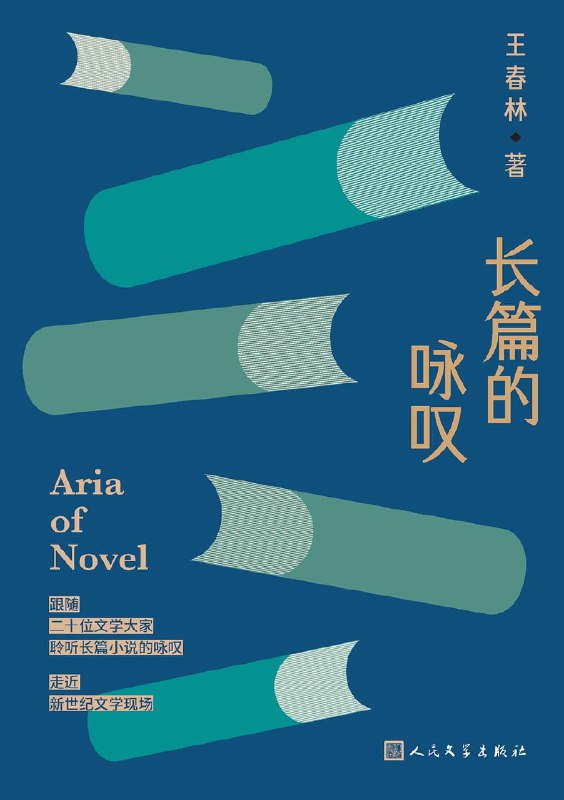 王春林◆著
长篇的
咏叹
Aria
of
Novel
跟随
二十位文学大家
聆听长篇小说的咏叹
走近
新世纪文学现场
人民文学出版社